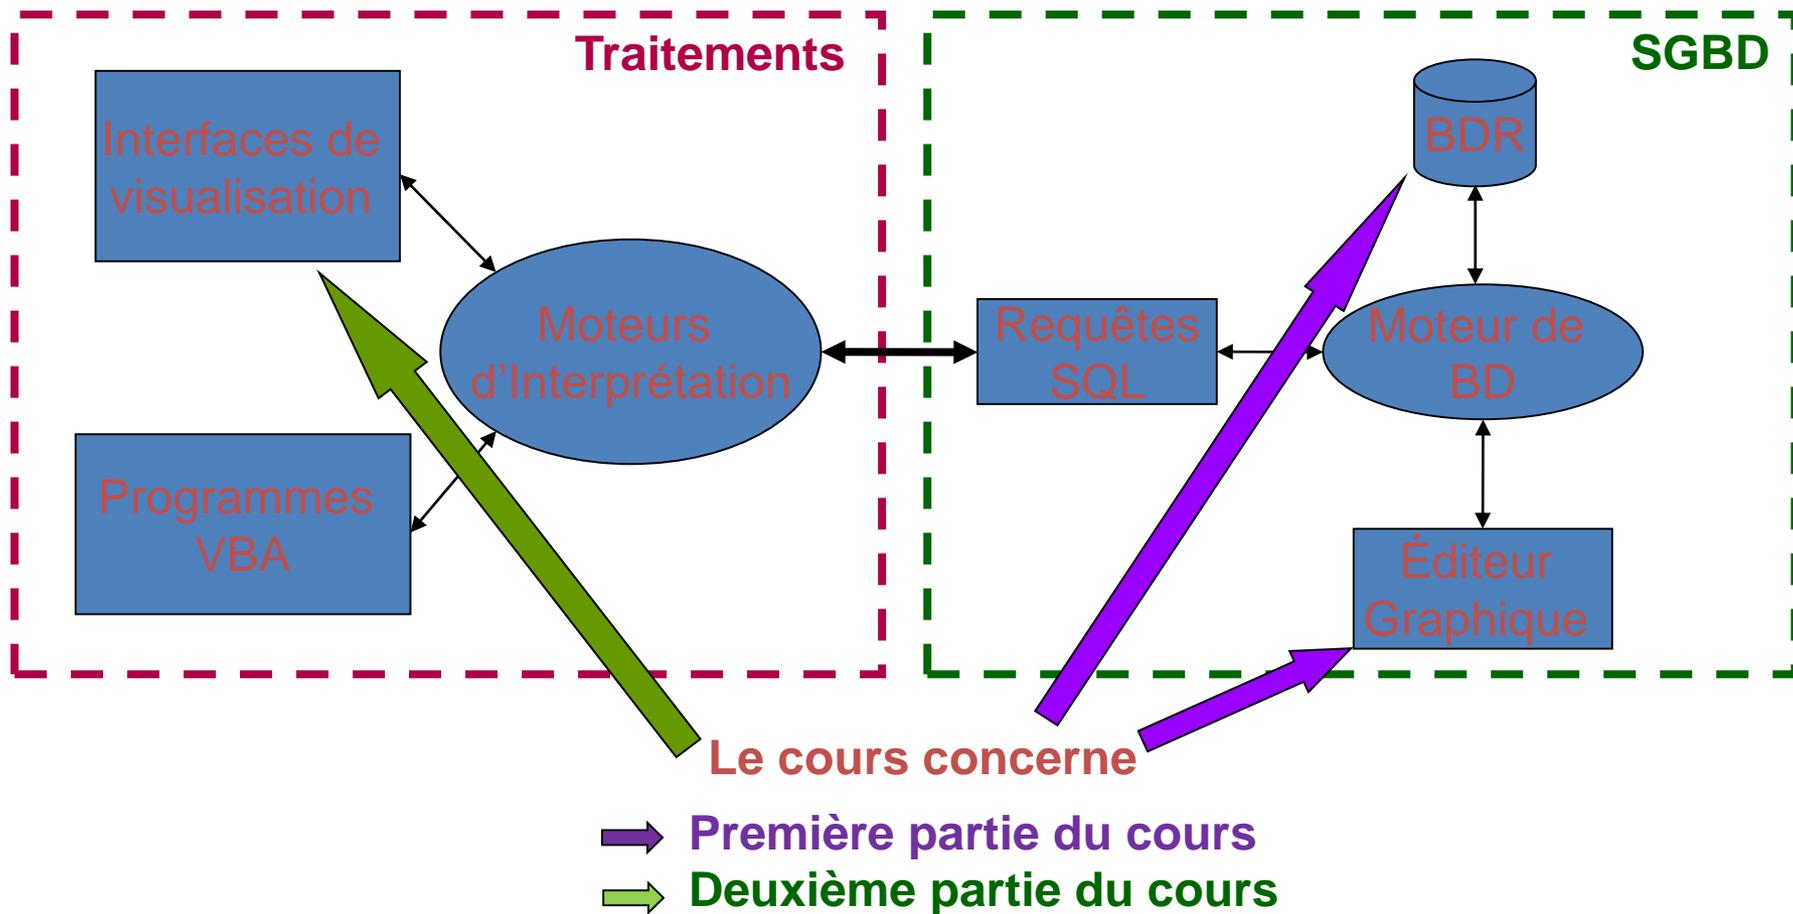 Traitements
Interfaces de
visualisation
Moteurs
d’Interprétation
Programmes
VBA
SGBD
BDR
Requêtes
SQL
Moteur de
BD
Éditeur
Graphique
Le cours concerne
Première partie du cours
Deuxième partie du cours